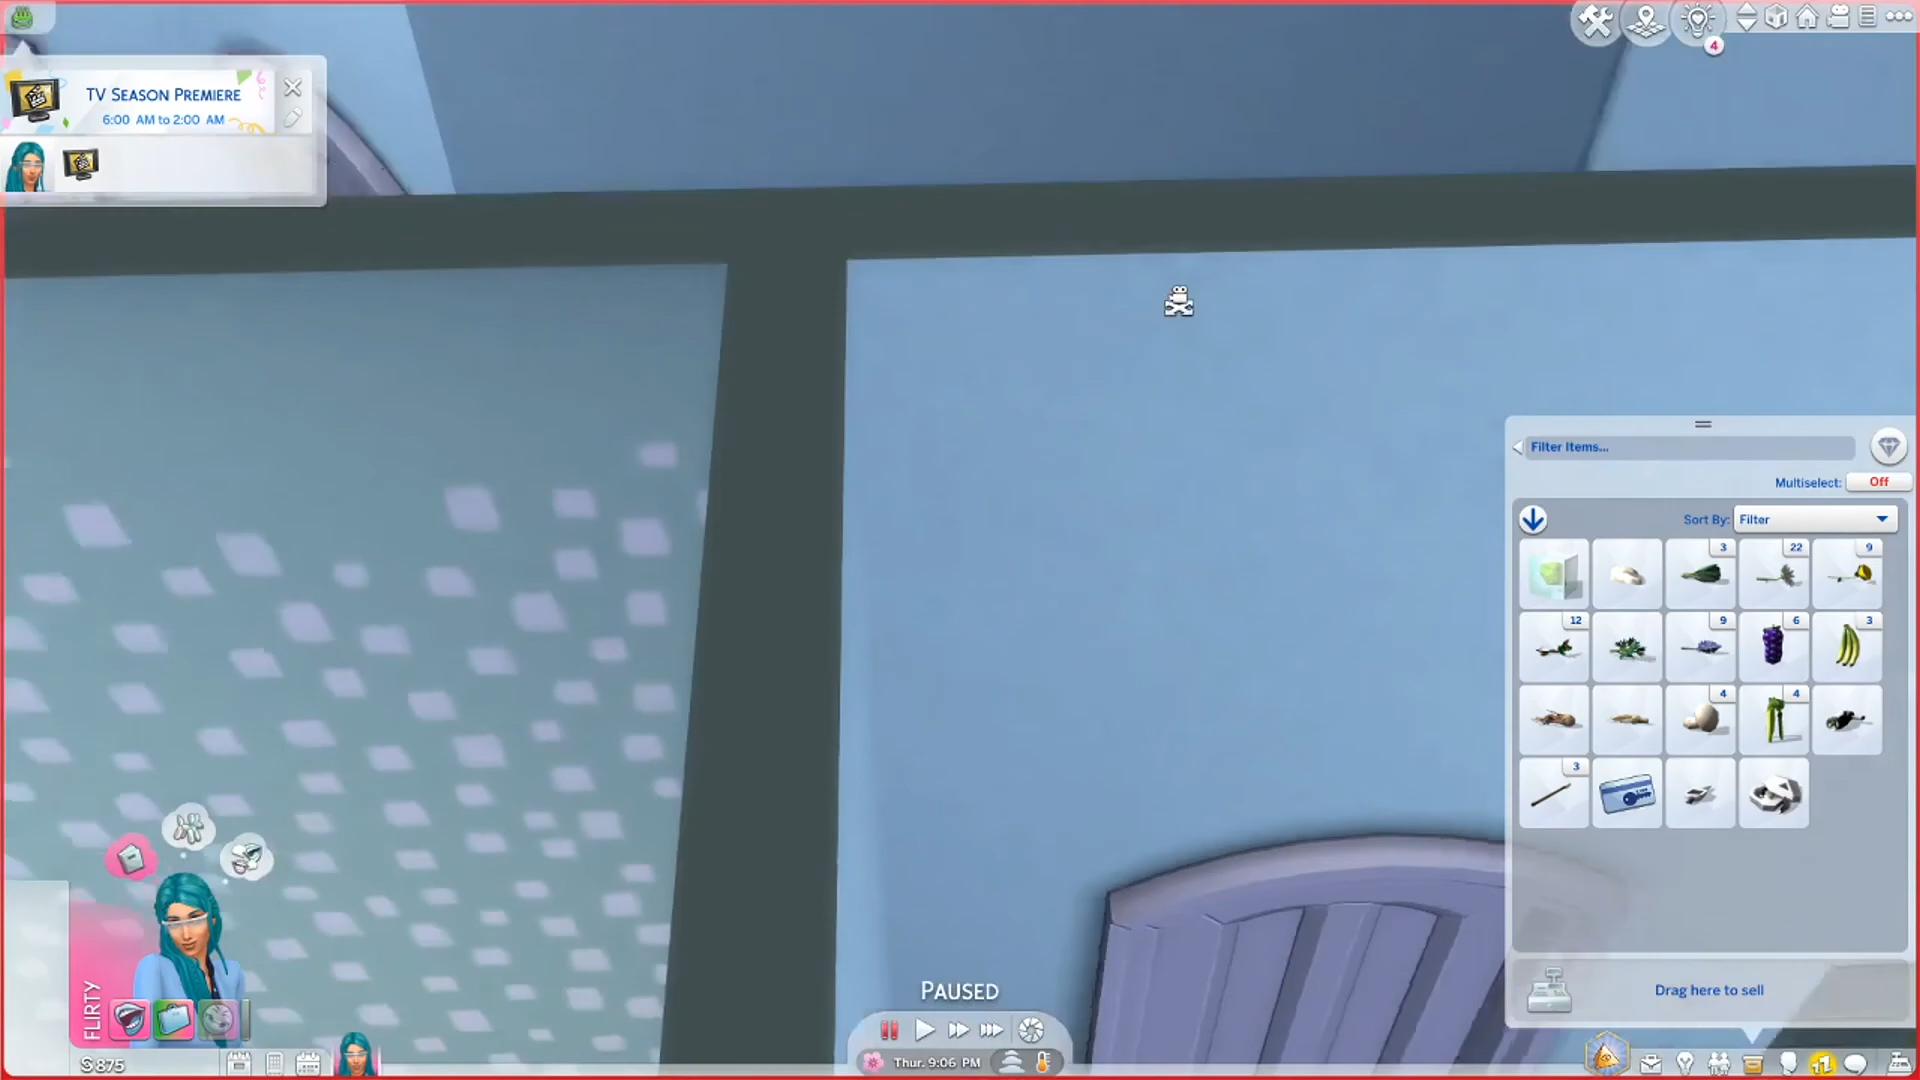 TV SEASON PREMIERE
6:00 AM to 2:00 AM
4
Filter Items...
Multiselect: Off
Sort By: Filter
3
22
9
12
9
6
3
4
4
3
Drag here to sell
FLIRTY
§875
PAUSED
Thur. 9:06 PM